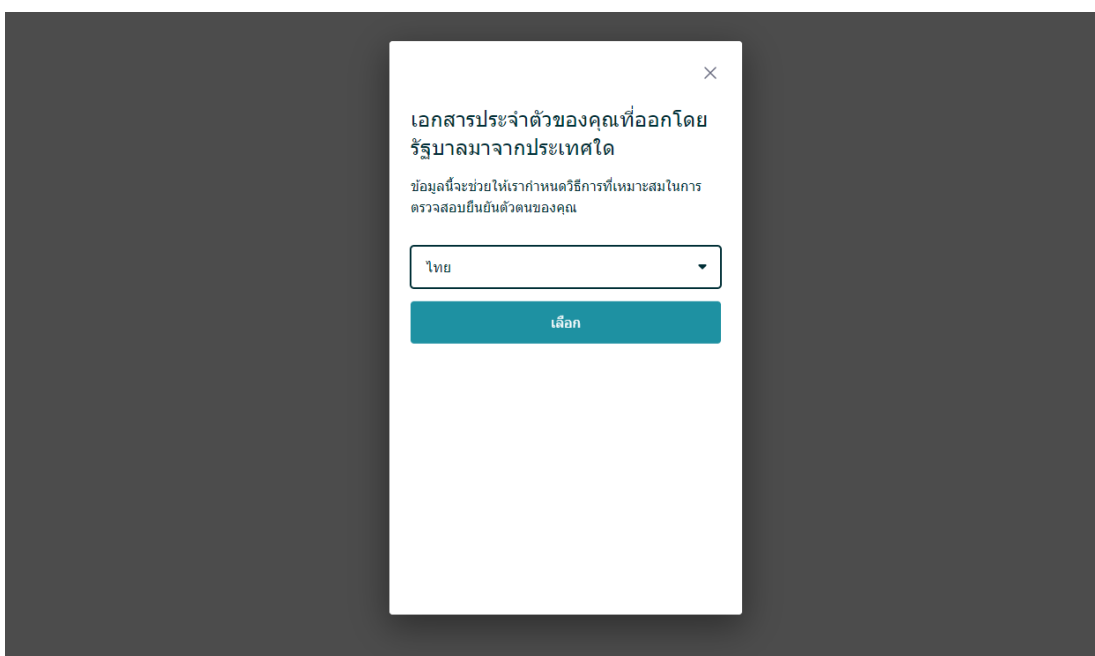 เอกสารประจำตัวของคุณที่ออกโดย
รัฐบาลมาจากประเทศใด
ข้อมูลนี้จะช่วยให้เรากำหนดวิธีการที่เหมาะสมในการ
ตรวจสอบยืนยันตัวตนของคุณ
ไทย
เลือก